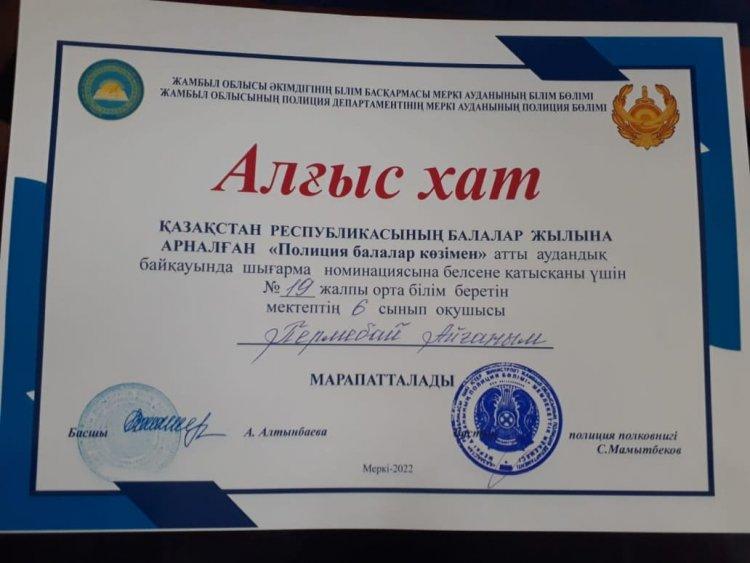 ЖАМБЫЛ ОБЛЫСЫ ӘКІМДІГІНІҢ БІЛІМ БАСҚАРМАСЫ МЕРКІ АУДАНЫНЫҢ БІЛІМ БӨЛІМІ
ЖАМБЫЛ ОБЛЫСЫНЫҢ ПОЛИЦИЯ ДЕПАРТАМЕНТІНІҢ МЕРКІ АУДАНЫНЫҢ ПОЛИЦИЯ БӨЛІМІ
Алғыс хат
ҚАЗАҚСТАН РЕСПУБЛИКАСЫНЫҢ БАЛАЛАР ЖЫЛЫНА
АРНАЛҒАН «Полиция балалар көзімен» атты аудандық
байқауында шығарма номинациясына белсене қатысқаны үшін
№ 19 жалпы орта білім беретін
мектептің 6 сынып оқушысы
Пермебай Айғаным
МАРАПАТТАЛАДЫ
Басшы А. Алтынбаева
полиция полковнигі
С.Мамытбеков
Меркі-2022